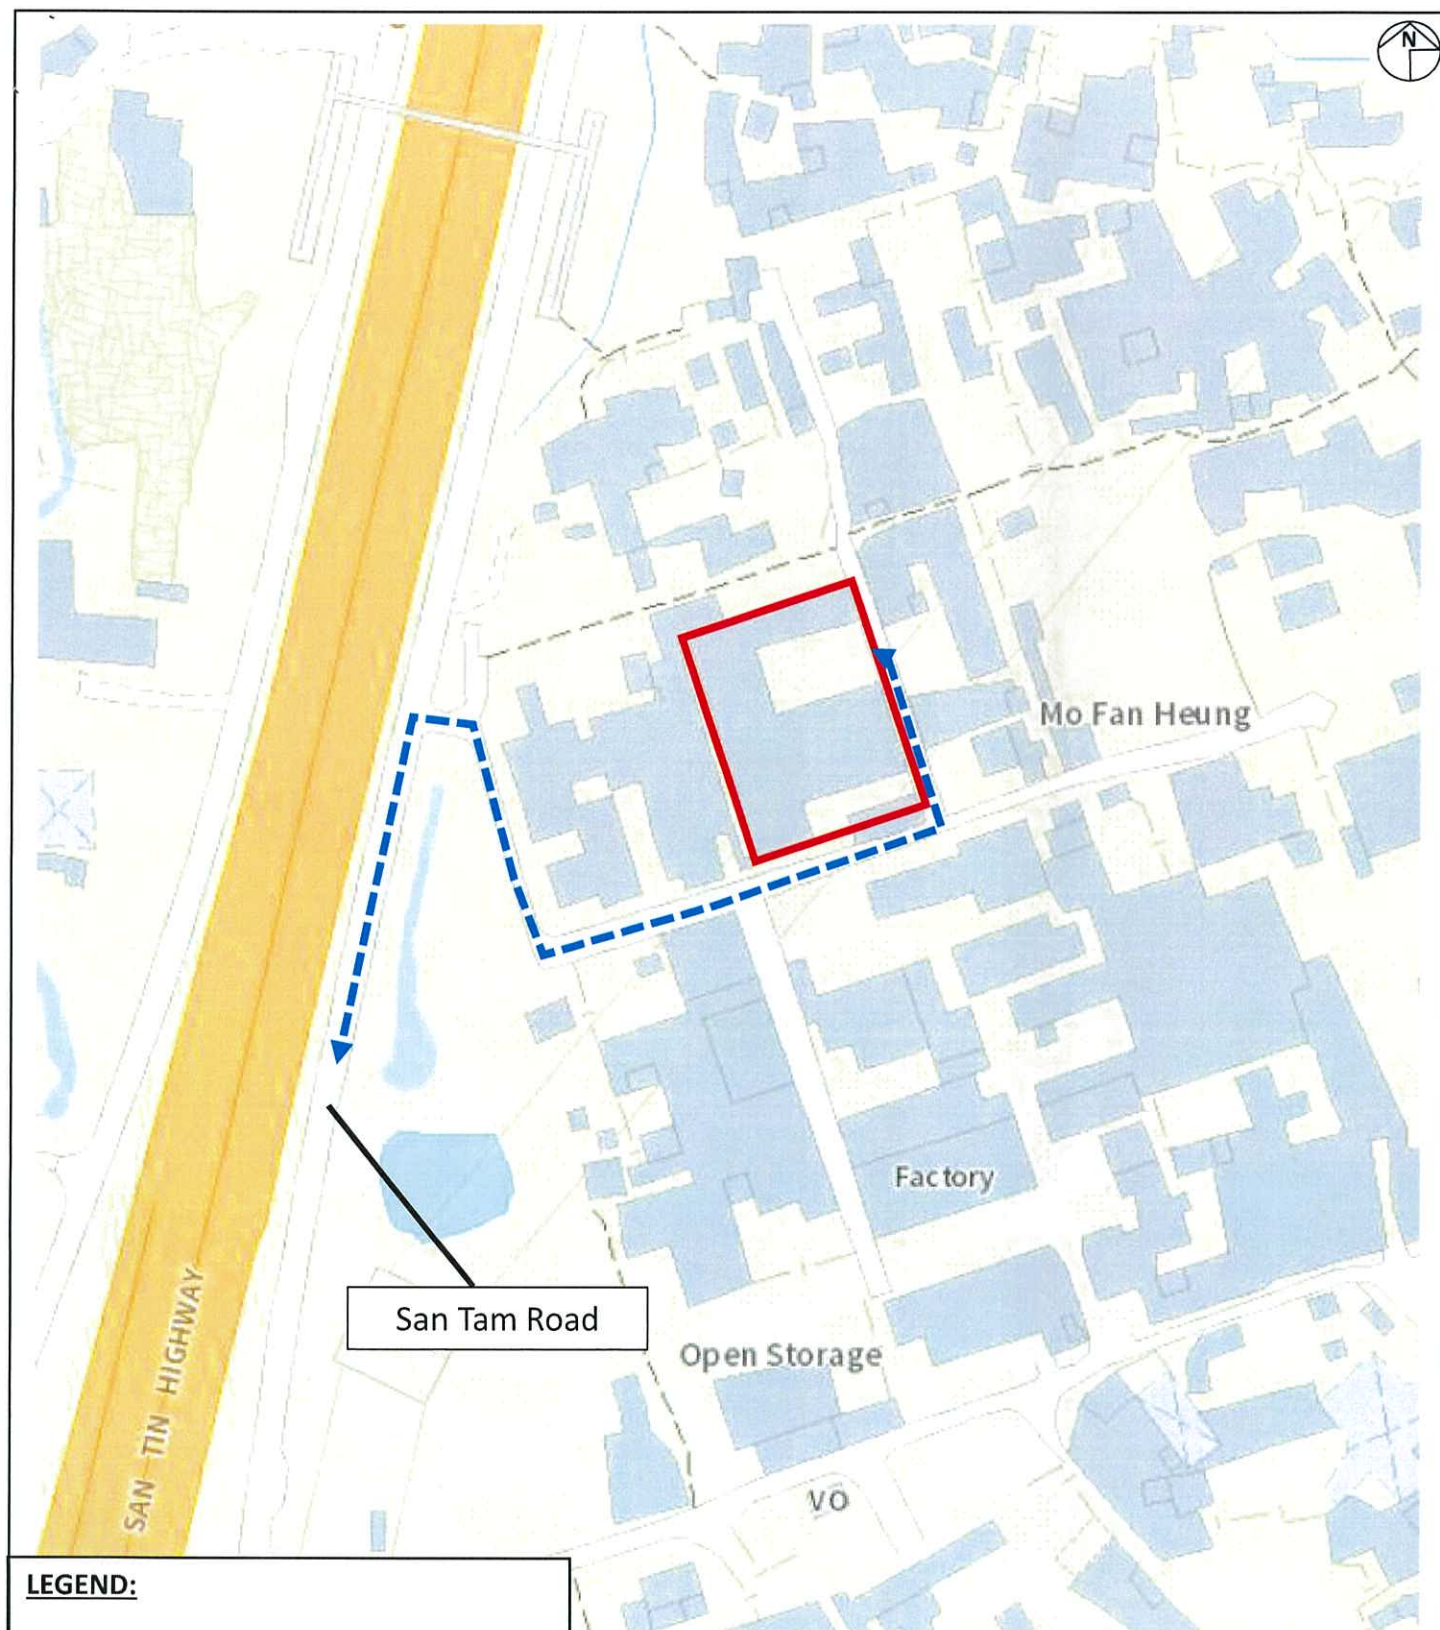 N
Mo Fan Heung
Factory
San Tam Road
SAN TIN HIGHWAY
Open Storage
VO
LEGEND: